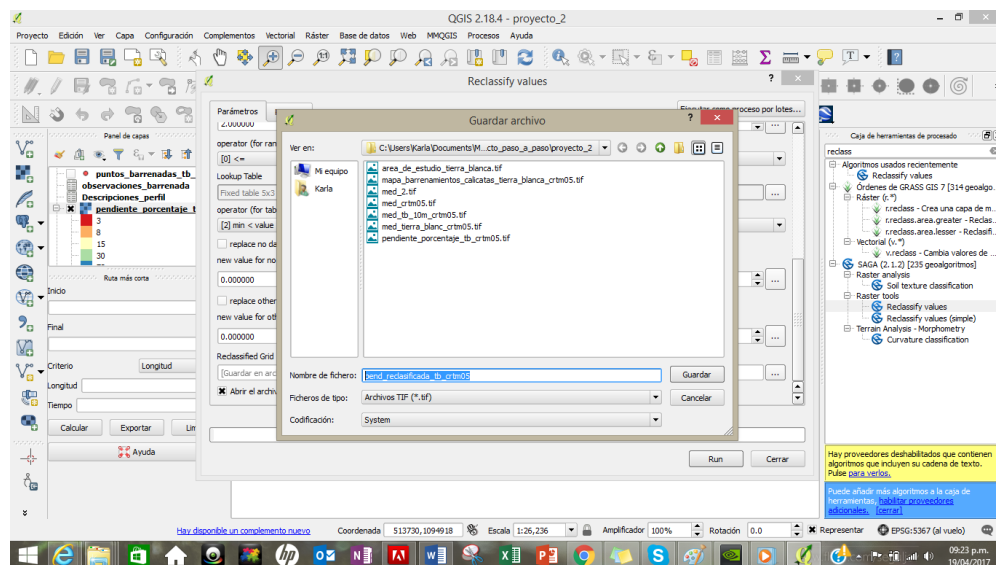 QGIS 2.18.4 - proyecto_2
Proyecto Edición Ver Capa Configuración Complementos Vectorial Ráster Base de datos Web MMQGIS Procesos Ayuda
Reclassify values
Parámetros
Ejecutar como proceso por lotes...
2.000000
operator (for ran
[0] <=
Lookup Table
Fixed table 5x3
operator (for tab
[2] min < value
replace no da
new value for no
0.000000
replace other
new value for oth
0.000000
Reclassified Grid
[Guardar en arc
Abrir el archiv
Run
Cerrar
Guardar archivo
Ver en:
C:\Users\Karla\Documents\M...cto_paso_a_paso\proyecto_2
Mi equipo
Karla
area_de_estudio_tierra_blanca.tif
mapa_barrenamientos_calicatas_tierra_blanca_crtm05.tif
med_2.tif
med_crtm05.tif
med_tb_10m_crtm05.tif
med_tierra_blanc_crtm05.tif
pendiente_porcentaje_tb_crtm05.tif
Nombre de fichero:
pend_reclasificada_tb_crtm05
Guardar
Ficheros de tipo:
Archivos TIF (*.tif)
Cancelar
Codificación:
System
Panel de capas
puntos_barrenadas_tb_
observaciones_barrenada
Descripciones_perfil
pendiente_porcentaje_t
3
8
15
30
Ruta más corta
Inicio
Final
Criterio
Longitud
Longitud
Tiempo
Calcular
Exportar
Lim
Ayuda
Caja de herramientas de procesado
reclass
Algoritmos usados recientemente
Reclassify values
Órdenes de GRASS GIS 7 [314 geoalgo.
Ráster (r.*)
r.reclass - Crea una capa de m...
r.reclass.area.greater - Reclas..
r.reclass.area.lesser - Reclasifi..
Vectorial (v.*)
v.reclass - Cambia valores de ...
SAGA (2.1.2) [235 geoalgoritmos]
Raster analysis
Soil texture classification
Raster tools
Reclassify values
Reclassify values (simple)
Terrain Analysis - Morphometry
Curvature classification
Hay proveedores deshabilitados que contienen
algoritmos que induyen su cadena de texto.
Pulse para verlos.
Puede añadir más algoritmos a la caja de
herramientas, habilitar proveedores
adicionales. [cerrar]
Hay disponible un complemento nuevo
Coordenada 513730,1094918
Escala 1:26,236
Amplificador 100%
Rotación 0.0
Representar
EPSG:5367 (al vuelo)
09:23 p.m.
19/04/2017